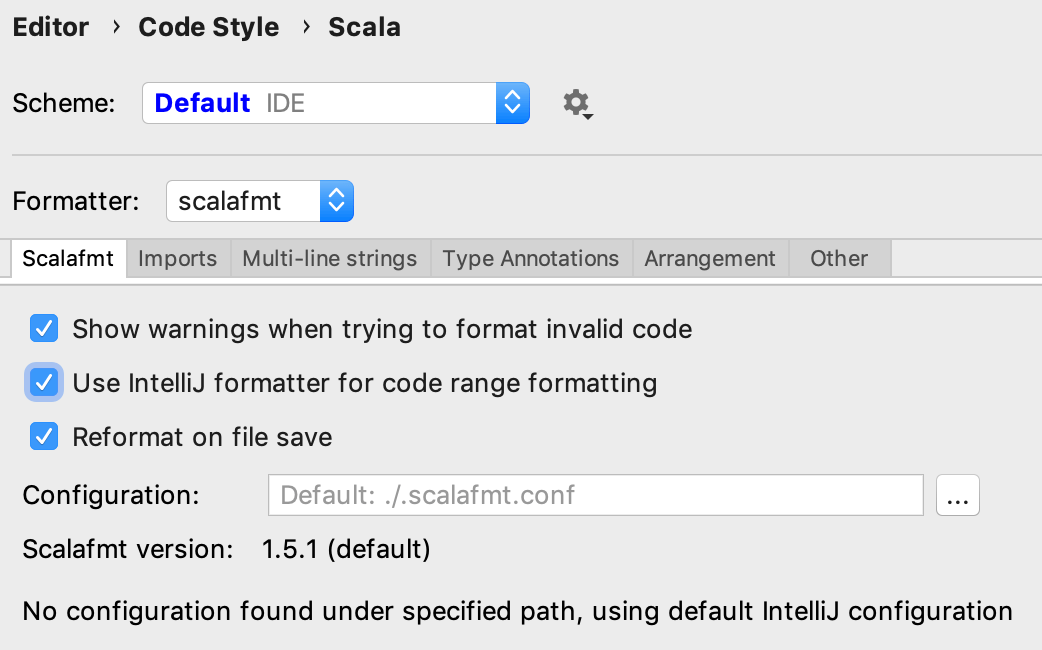 Editor › Code Style › Scala
Scheme: Default IDE
Formatter: scalafmt
Scalafmt Imports Multi-line strings Type Annotations Arrangement Other
Show warnings when trying to format invalid code
Use IntelliJ formatter for code range formatting
Reformat on file save
Configuration: Default: ./.scalafmt.conf ...
Scalafmt version: 1.5.1 (default)
No configuration found under specified path, using default IntelliJ configuration